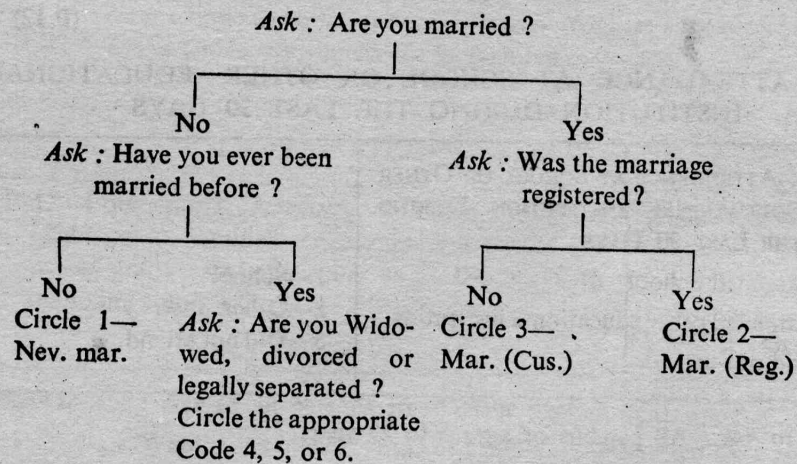 Ask : Are you married ?
No
Yes
Ask : Have you ever been
married before ?
Ask : Was the marriage
registered?
No
Circle 1—
Nev. mar.
Yes
Ask : Are you Wido-
wed, divorced or
legally separated ?
Circle the appropriate
Code 4, 5, or 6.
No
Circle 3—
Mar. (Cus.)
Yes
Circle 2—
Mar. (Reg.)